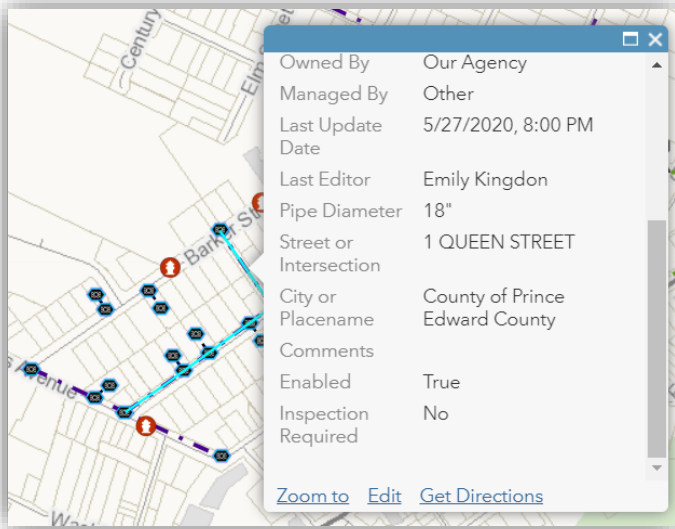 Century
Elm
Barker St
s Avenue
Owned By Our Agency
Managed By Other
Last Update 5/27/2020, 8:00 PM
Date
Last Editor Emily Kingdon
Pipe Diameter 18"
Street or 1 QUEEN STREET
Intersection
City or County of Prince
Placename Edward County
Comments
Enabled True
Inspection No
Required
Zoom to Edit Get Directions